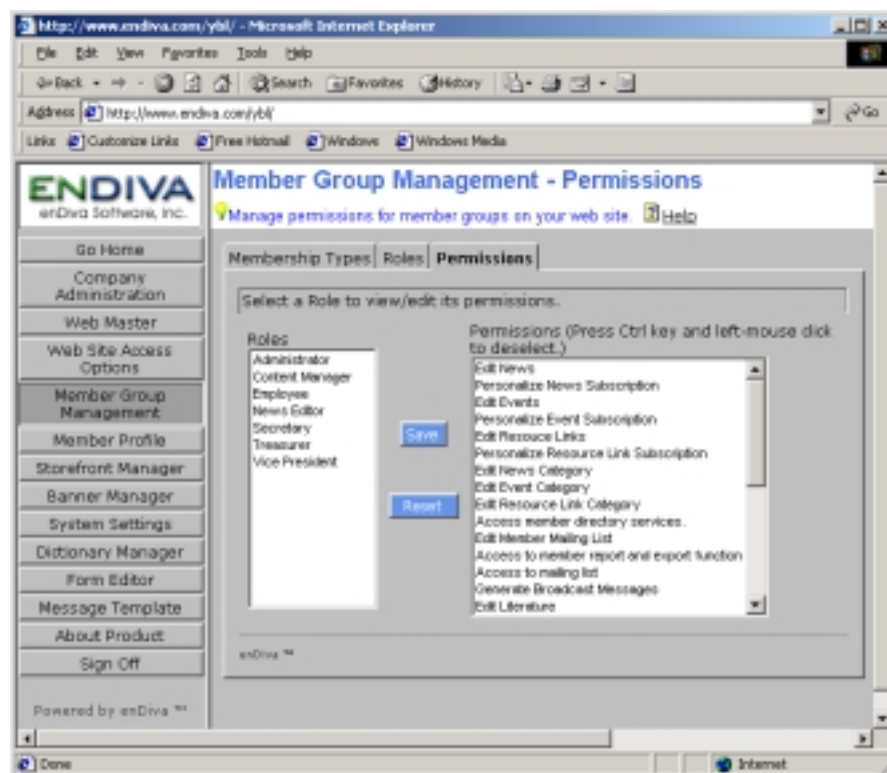 http://www.endiva.com/ybl/ - Microsoft Internet Explorer
File Edit View Favorites Tools Help
Back Search Favorites History
Address http://www.endiva.com/ybl/ Go
Links Customize Links Free Hotmail Windows Windows Media
ENDIVA
enDiva Software, Inc.
Go Home
Company
Administration
Web Master
Web Site Access
Options
Member Group
Management
Member Profile
Storefront Manager
Banner Manager
System Settings
Dictionary Manager
Form Editor
Message Template
About Product
Sign Off
Powered by enDiva ™
Member Group Management - Permissions
Manage permissions for member groups on your web site. Help
Membership Types Roles Permissions
Select a Role to view/edit its permissions.
Roles
Administrator
Content Manager
Employee
News Editor
Secretary
Treasurer
Vice President
Save
Reset
Permissions (Press Ctrl key and left-mouse click
to deselect.)
Edit News
Personalize News Subscription
Edit Events
Personalize Event Subscription
Edit Resouce Links
Personalize Resource Link Subscription
Edit News Category
Edit Event Category
Edit Resource Link Category
Access member directory services.
Edit Member Mailing List
Access to member report and export function
Access to mailing list
Generate Broadcast Messages
Edit Literature
enDiva ™
Done Internet